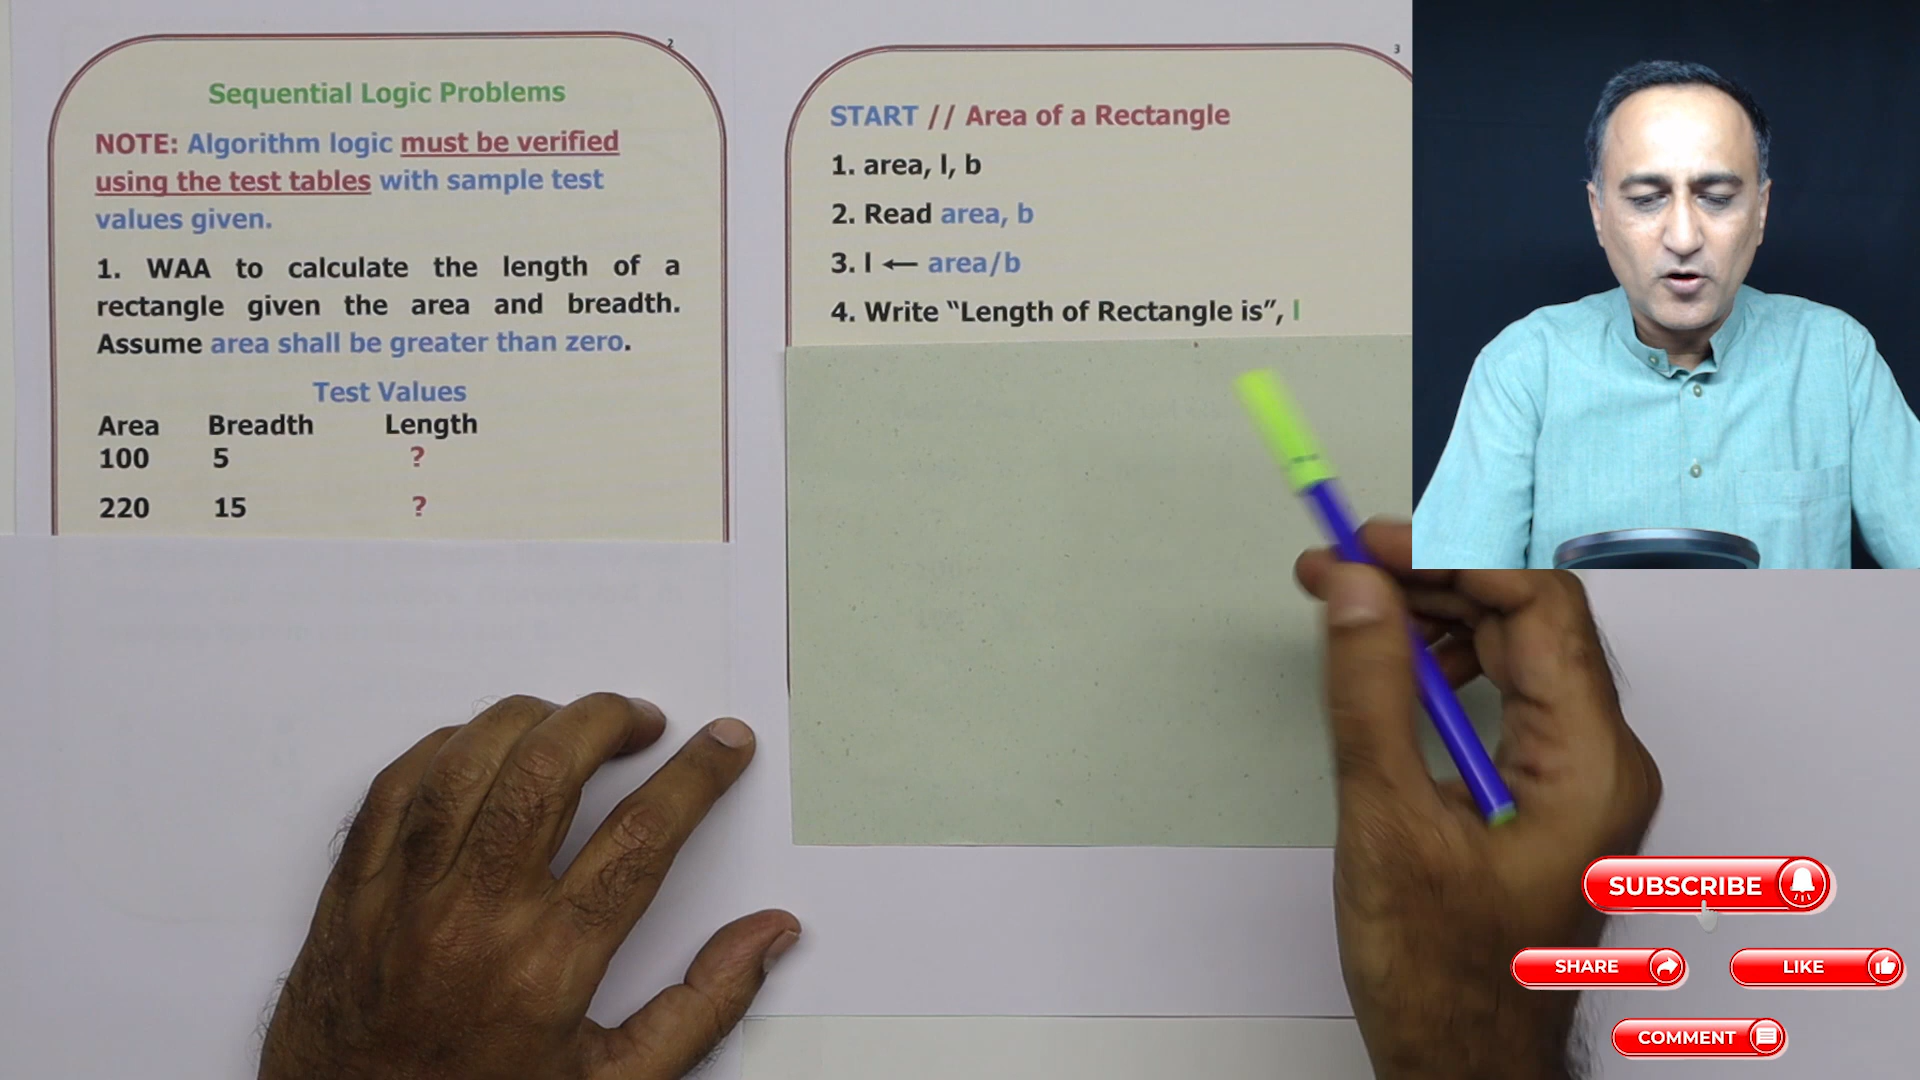 2
Sequential Logic Problems
NOTE: Algorithm logic must be verified
using the test tables with sample test
values given.
1. WAA to calculate the length of a
rectangle given the area and breadth.
Assume area shall be greater than zero.
Test Values
Area Breadth Length
100 5 ?
220 15 ?
3
START // Area of a Rectangle
1. area, l, b
2. Read area, b
3. l ← area/b
4. Write “Length of Rectangle is”, l
SUBSCRIBE
SHARE
LIKE
COMMENT